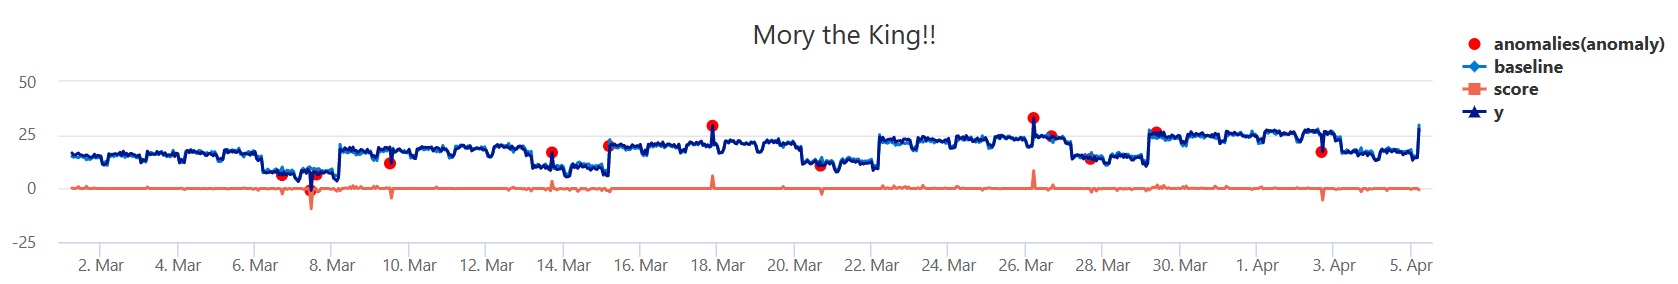 Mory the King!!
anomalies(anomaly)
baseline
score
y
50
25
0
-25
2. Mar 4. Mar 6. Mar 8. Mar 10. Mar 12. Mar 14. Mar 16. Mar 18. Mar 20. Mar 22. Mar 24. Mar 26. Mar 28. Mar 30. Mar 1. Apr 3. Apr 5. Apr